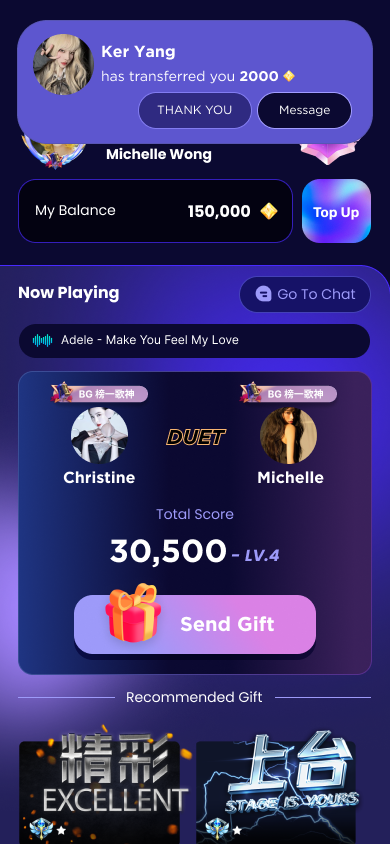 Ker Yang
has transferred you 2000
THANK YOU
Message
Michelle Wong
My Balance
150,000
Top Up
Now Playing
Go To Chat
Adele - Make You Feel My Love
BG 榜一歌神
BG 榜一歌神
DUET
Christine
Michelle
Total Score
30,500 - LV.4
Send Gift
Recommended Gift
精彩
EXCELLENT
上台
STAGE IS YOURS